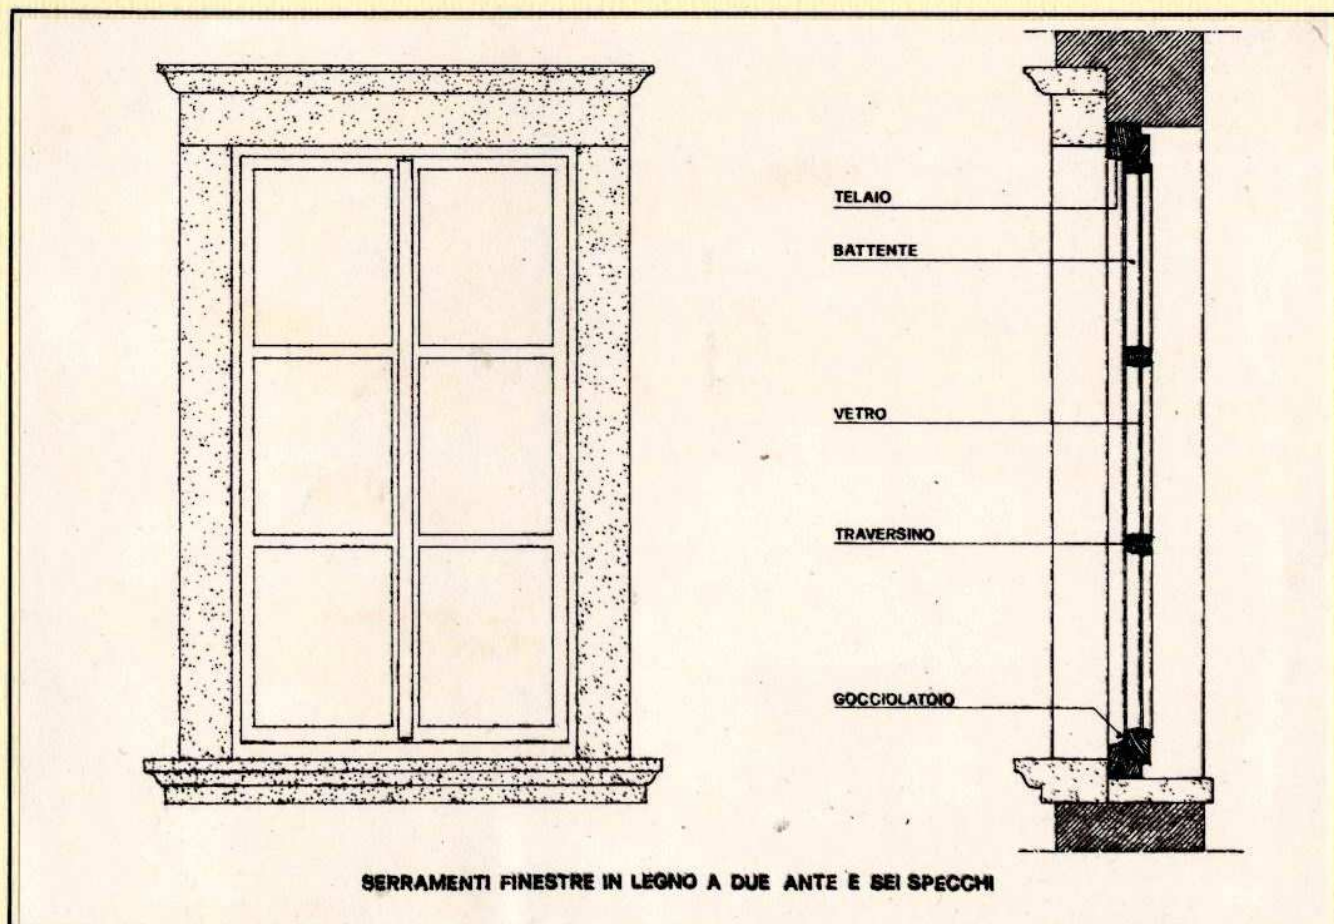 TELAIO
BATTENTE
VETRO
TRAVERSINO
GOCCIOLATOIO
SERRAMENTI FINESTRE IN LEGNO A DUE ANTE E SEI SPECCHI